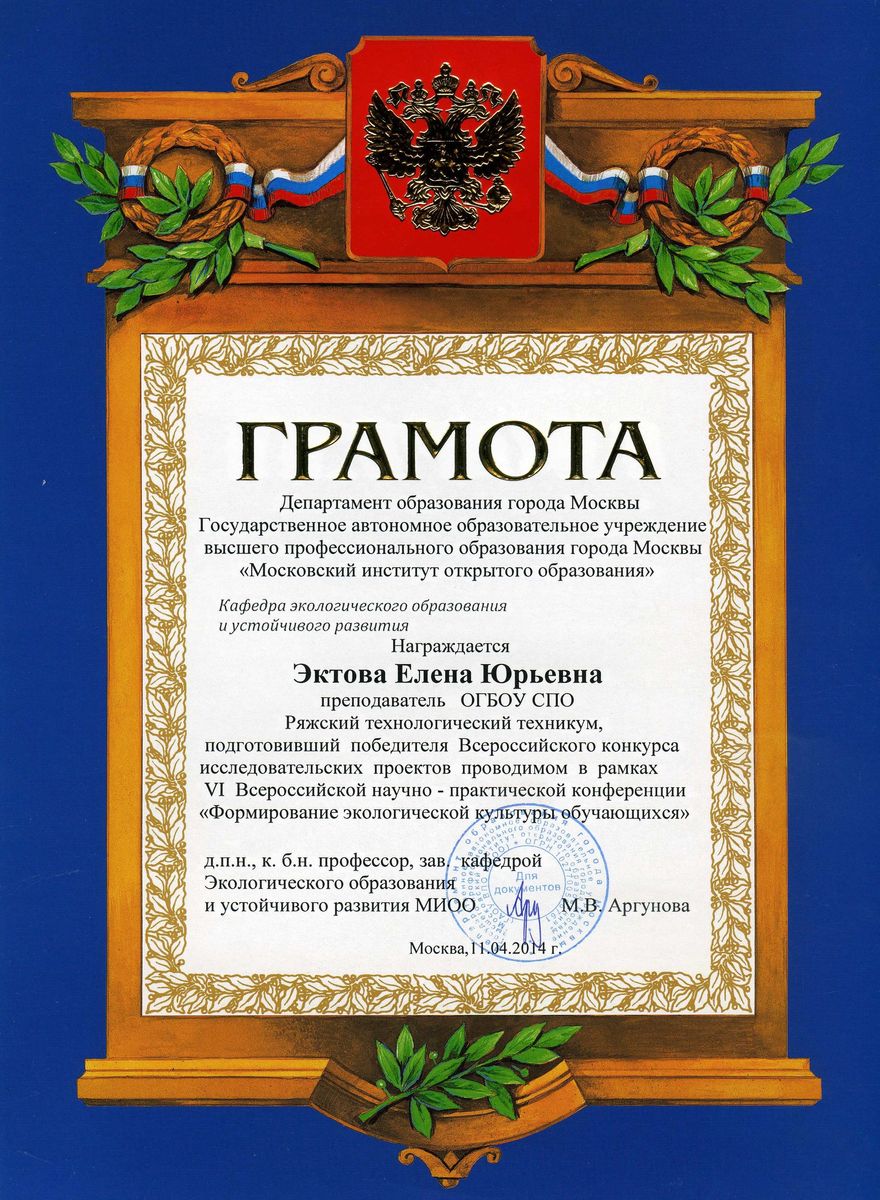 ГРАМОТА
Департамент образования города Москвы
Государственное автономное образовательное учреждение
высшего профессионального образования города Москвы
«Московский институт открытого образования»
Кафедра экологического образования
и устойчивого развития
Награждается
Эктова Елена Юрьевна
преподаватель ОГБОУ СПО
Ряжский технологический техникум,
подготовивший победителя Всероссийского конкурса
исследовательских проектов проводимом в рамках
VI Всероссийской научно - практической конференции
«Формирование экологической культуры обучающихся»
д.п.н., к. б.н. профессор, зав. кафедрой
Экологического образования
и устойчивого развития МИОО М.В. Аргунова
Для
документов
Москва,11.04.2014 г.